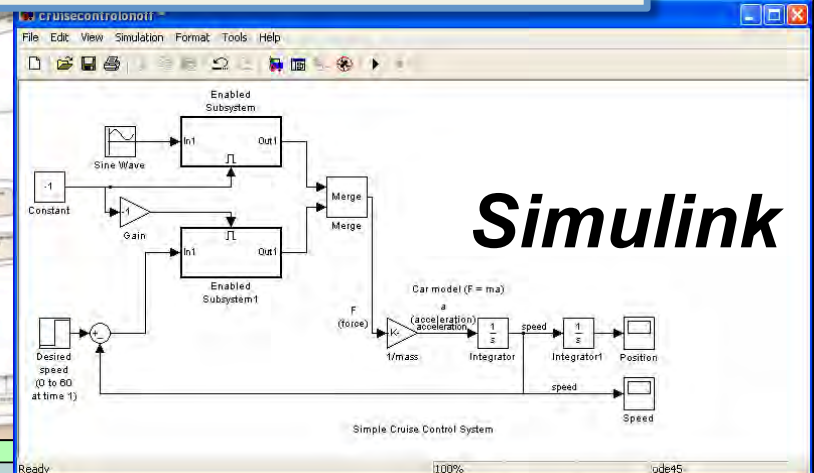 cruisecontrolonoff *
File Edit View Simulation Format Tools Help
Enabled
Subsystem
In1
Out1
Sine Wave
-1
Constant
-1
Gain
Merge
Merge
In1
Out1
Enabled
Subsystem1
Simulink
Car model (F = ma)
F
(force)
a
(acceleration)
acceleration
K-
1/mass
1
s
Integrator
speed
1
s
Integrator1
Position
Desired
speed
(0 to 60
at time 1)
+
-
speed
Speed
Simple Cruise Control System
Ready
100%
ode45